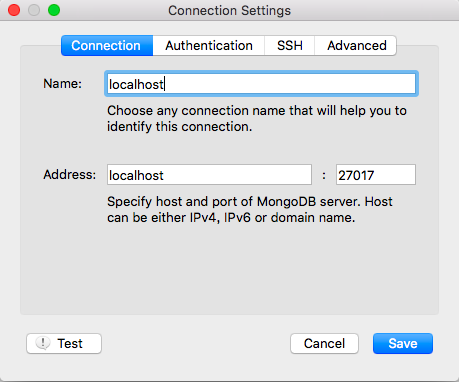 Connection Settings
Connection Authentication SSH Advanced
Name: localhost
Choose any connection name that will help you to
identify this connection.
Address: localhost : 27017
Specify host and port of MongoDB server. Host
can be either IPv4, IPv6 or domain name.
! Test Cancel Save